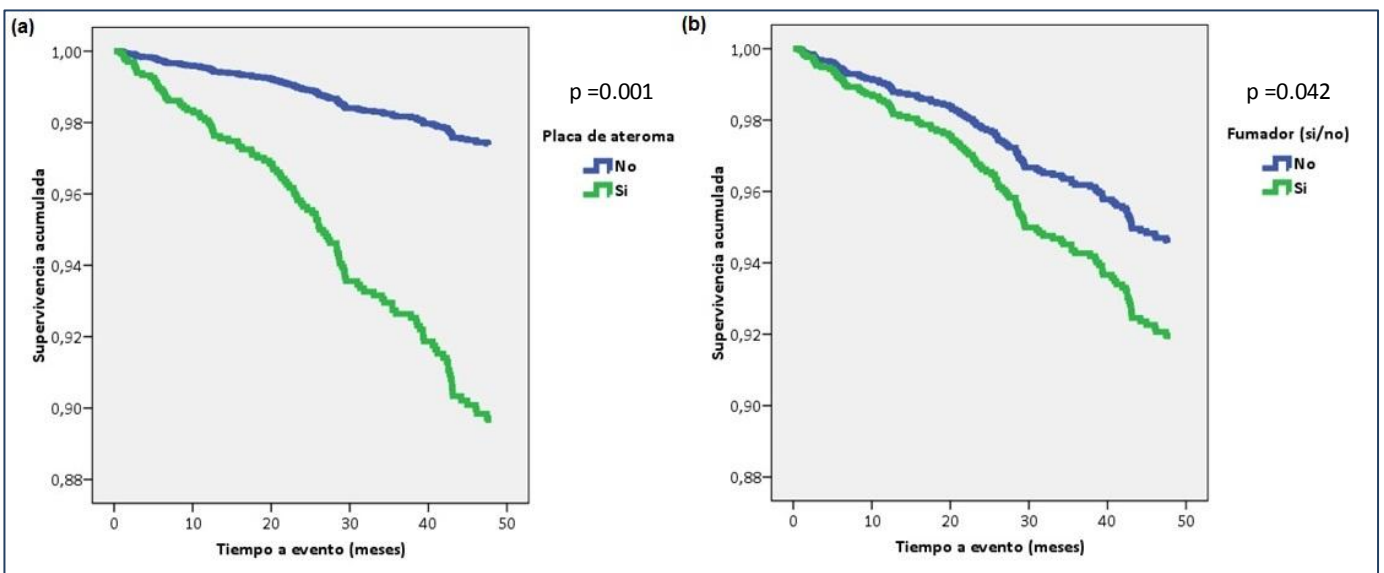 (a)
Supervivencia acumulada
1,00
0,98
0,96
0,94
0,92
0,90
0,88
0 10 20 30 40 50
Tiempo a evento (meses)
p =0.001
Placa de ateroma
No
Si
(b)
Supervivencia acumulada
1,00
0,98
0,96
0,94
0,92
0,90
0,88
0 10 20 30 40 50
Tiempo a evento (meses)
p =0.042
Fumador (si/no)
No
Si